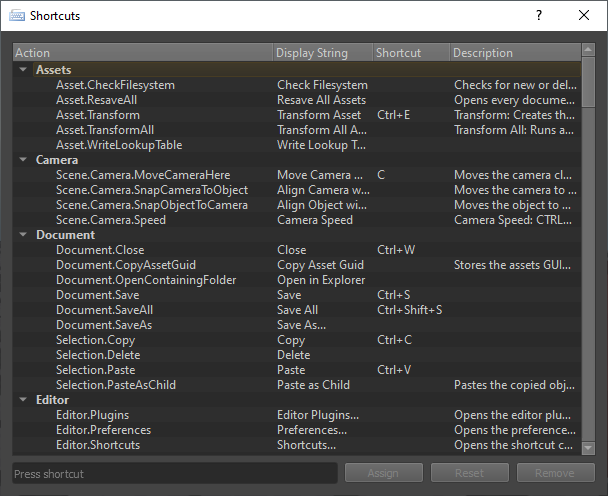 Shortcuts ?
Action Display String Shortcut Description
Assets
Asset.CheckFilesystem Check Filesystem Checks for new or del...
Asset.ResaveAll Resave All Assets Opens every docume...
Asset.Transform Transform Asset Ctrl+E Transform: Creates th...
Asset.TransformAll Transform All A... Transform All: Runs a...
Asset.WriteLookupTable Write Lookup T...
Camera
Scene.Camera.MoveCameraHere Move Camera ... C Moves the camera cl...
Scene.Camera.SnapCameraToObject Align Camera w... Moves the camera to ...
Scene.Camera.SnapObjectToCamera Align Object wi... Moves the object to ...
Scene.Camera.Speed Camera Speed Camera Speed: CTRL...
Document
Document.Close Close Ctrl+W
Document.CopyAssetGuid Copy Asset Guid Stores the assets GUI...
Document.OpenContainingFolder Open in Explorer
Document.Save Save Ctrl+S
Document.SaveAll Save All Ctrl+Shift+S
Document.SaveAs Save As...
Selection.Copy Copy Ctrl+C
Selection.Delete Delete
Selection.Paste Paste Ctrl+V
Selection.PasteAsChild Paste as Child Pastes the copied obj...
Editor
Editor.Plugins Editor Plugins... Opens the editor plu...
Editor.Preferences Preferences... Opens the preference...
Editor.Shortcuts Shortcuts... Opens the shortcut c...
Press shortcut Assign Reset Remove